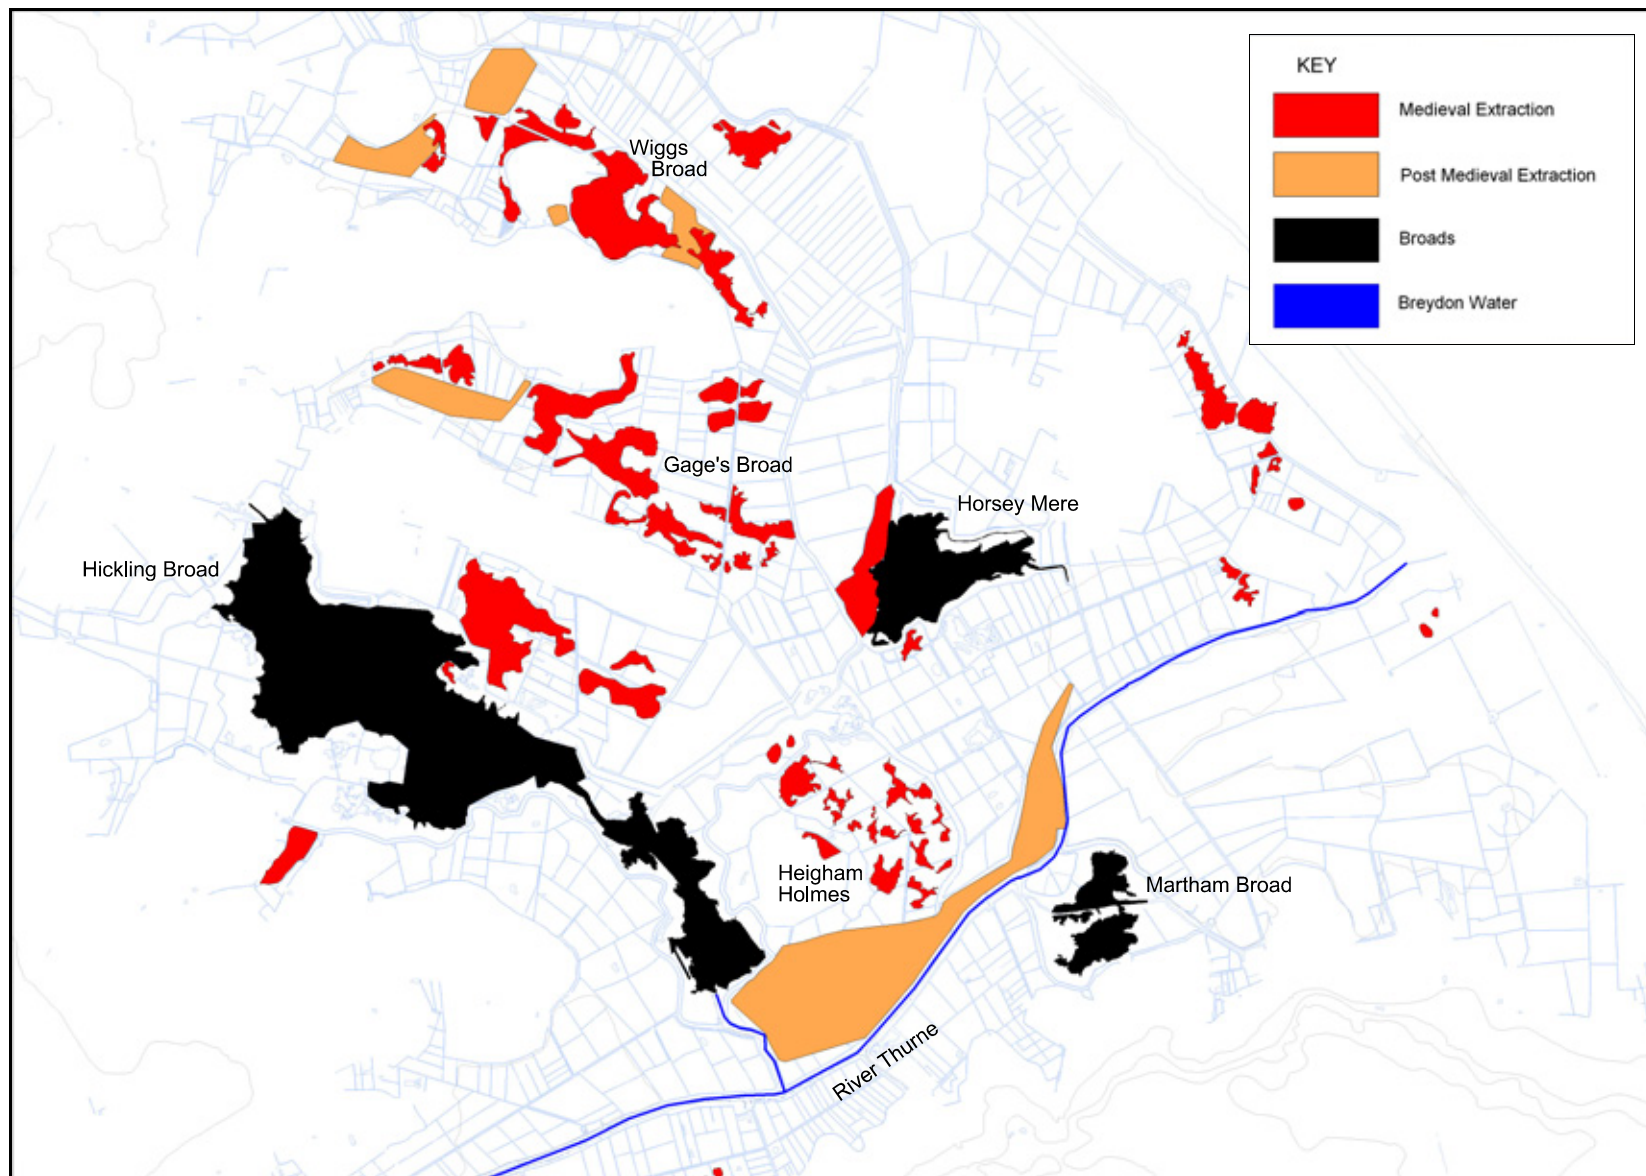 KEY
Medieval Extraction
Post Medieval Extraction
Broads
Breydon Water
Wiggs
Broad
Gage's Broad
Horsey Mere
Hickling Broad
Heigham
Holmes
Martham Broad
River Thurne